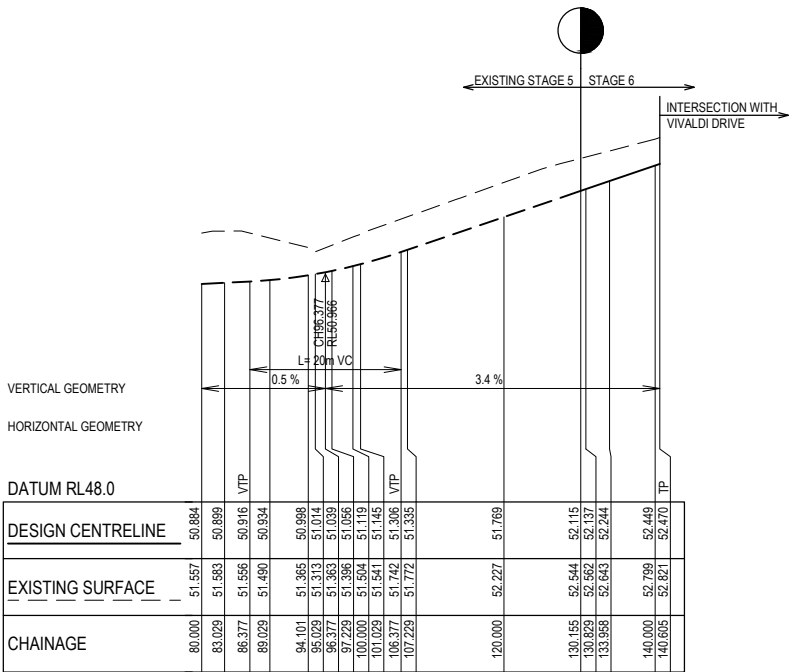 EXISTING STAGE 5
STAGE 6
INTERSECTION WITH
VIVALDI DRIVE
CH96.377
RL50.966
L= 20m VC
0.5 %
3.4 %
VERTICAL GEOMETRY
HORIZONTAL GEOMETRY
DATUM RL48.0
VTP
VTP
TP
DESIGN CENTRELINE 50.884 50.899 50.916 50.934 50.998 51.014 51.039 51.056 51.119 51.145 51.306 51.335 51.769 52.115 52.137 52.244 52.449 52.470
EXISTING SURFACE 51.557 51.583 51.556 51.490 51.365 51.313 51.363 51.396 51.504 51.541 51.742 51.772 52.227 52.544 52.562 52.643 52.799 52.821
CHAINAGE 80.000 83.029 86.377 89.029 94.101 95.029 96.377 97.229 100.000 101.029 106.377 107.229 120.000 130.155 130.829 133.958 140.000 140.605